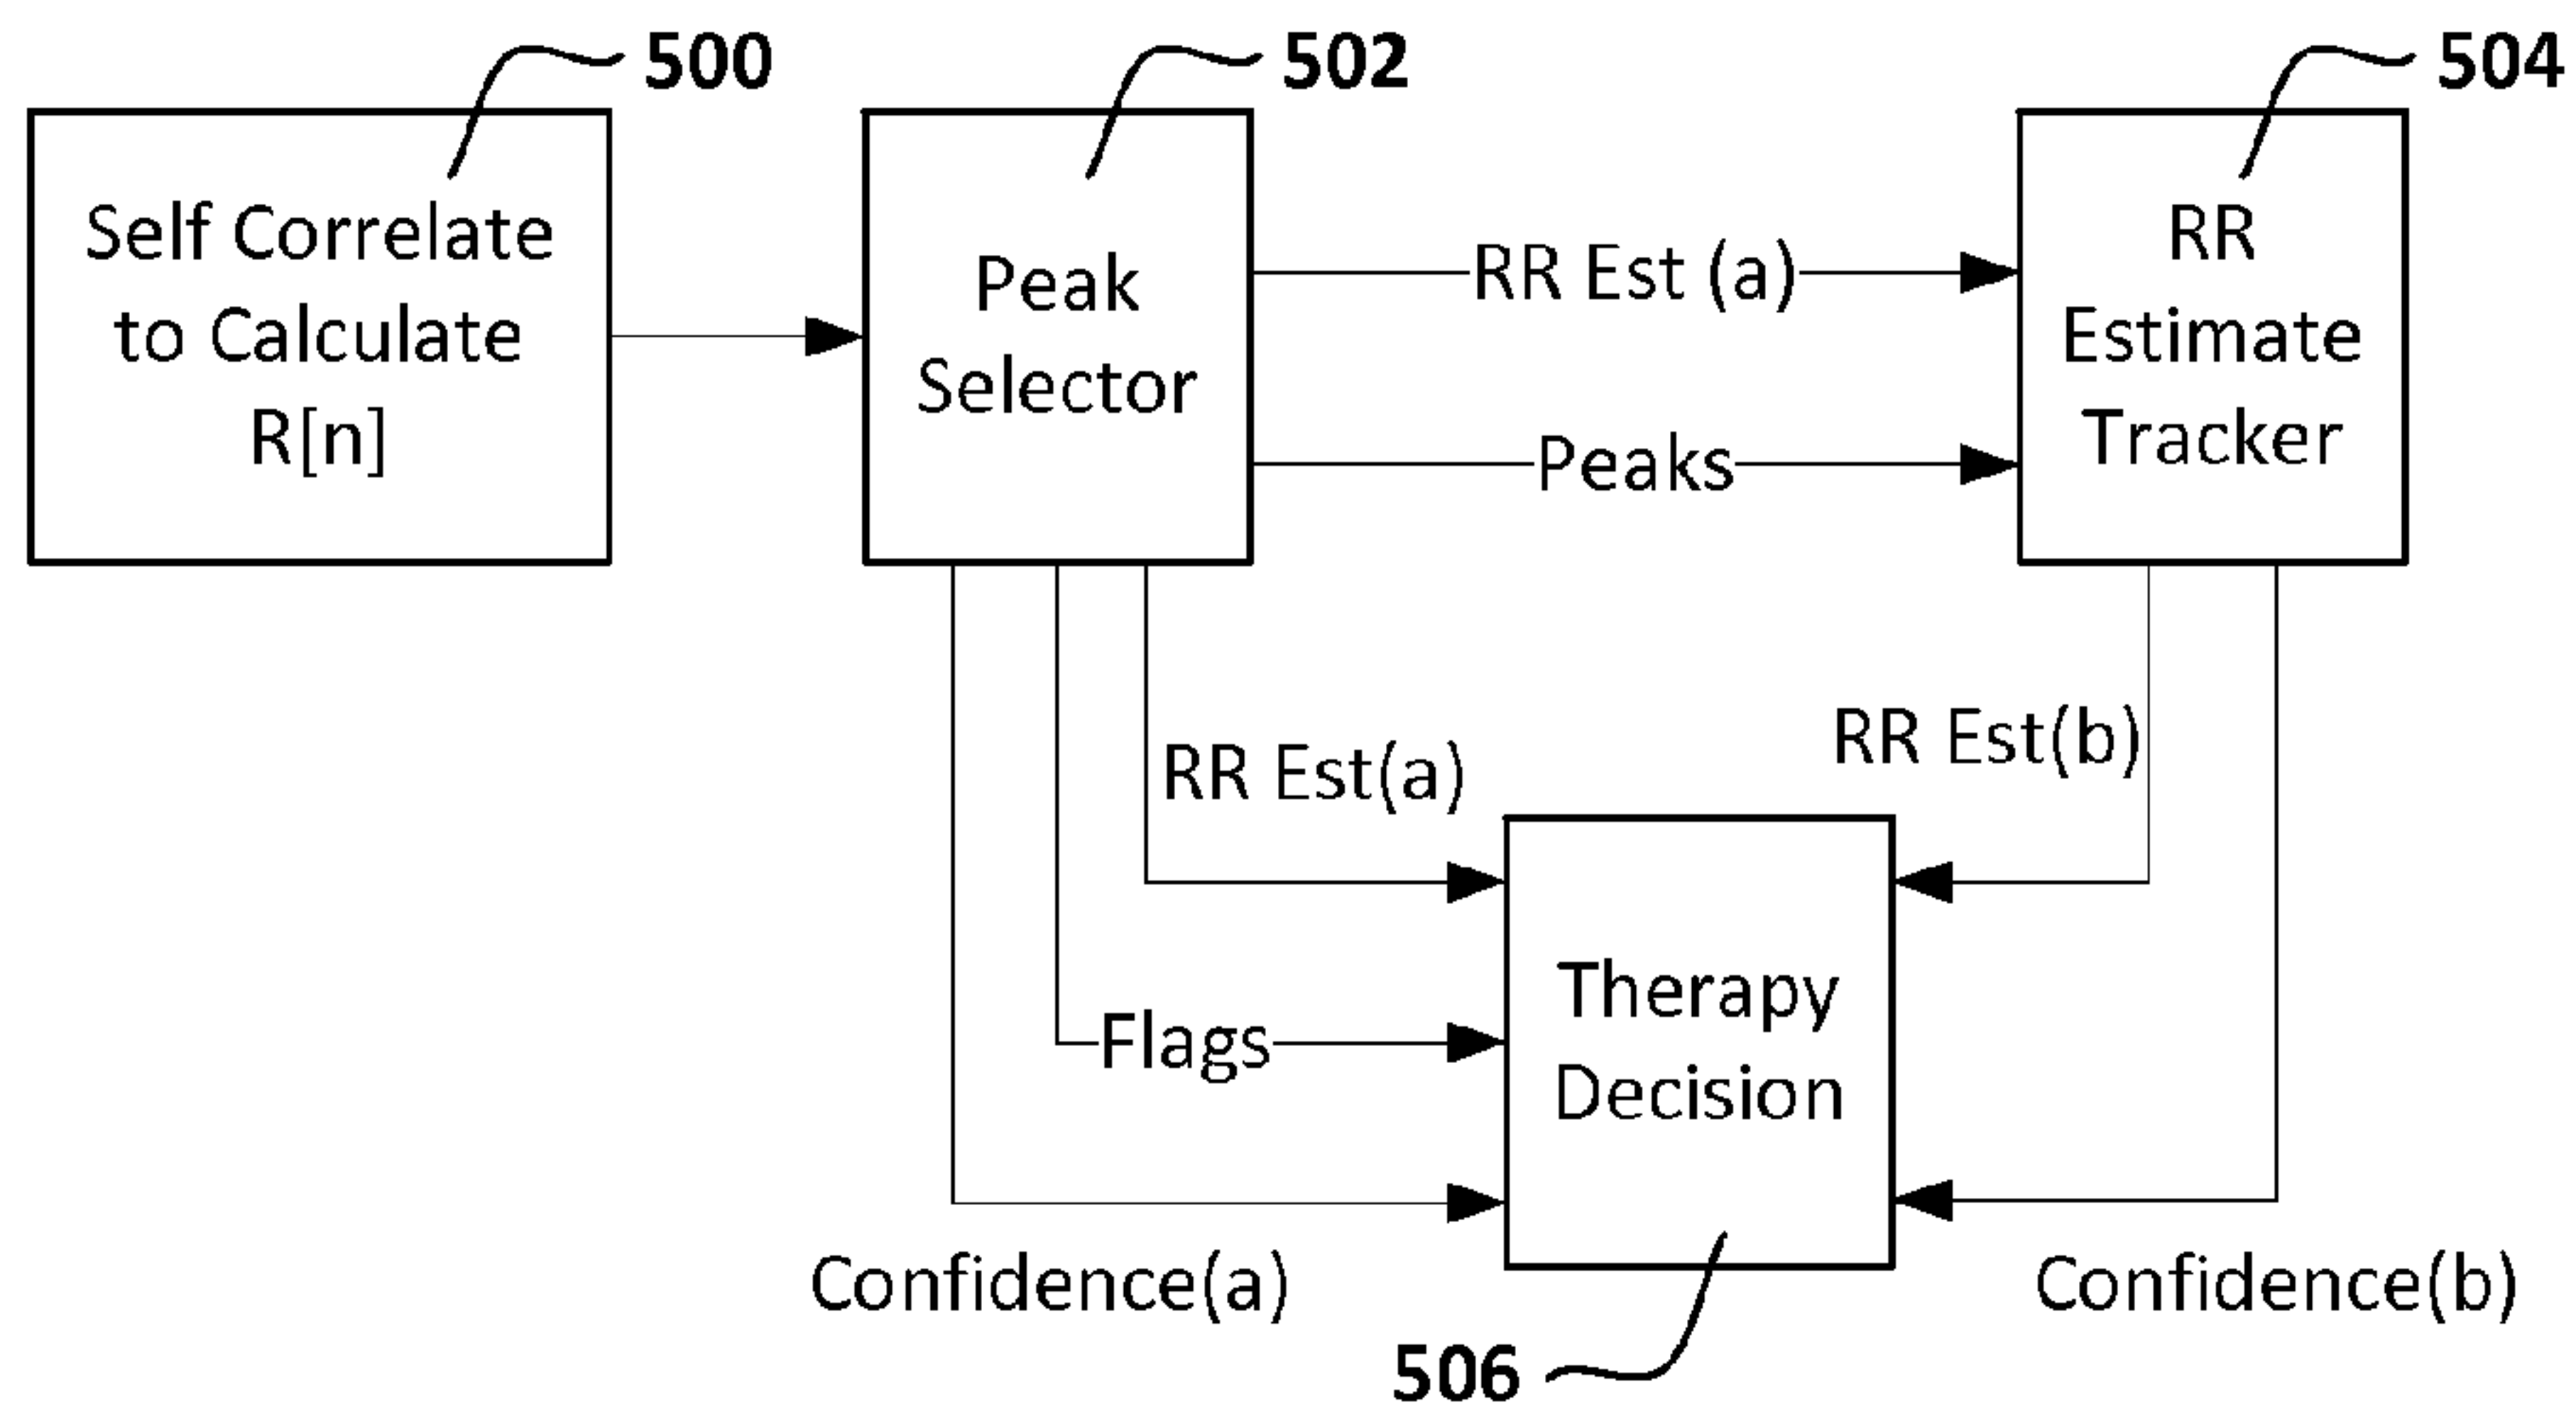 500
502
504
Self Correlate
to Calculate
R[n]
Peak
Selector
RR Est (a)
Peaks
RR
Estimate
Tracker
RR Est(a)
RR Est(b)
Flags
Therapy
Decision
Confidence(a)
Confidence(b)
506